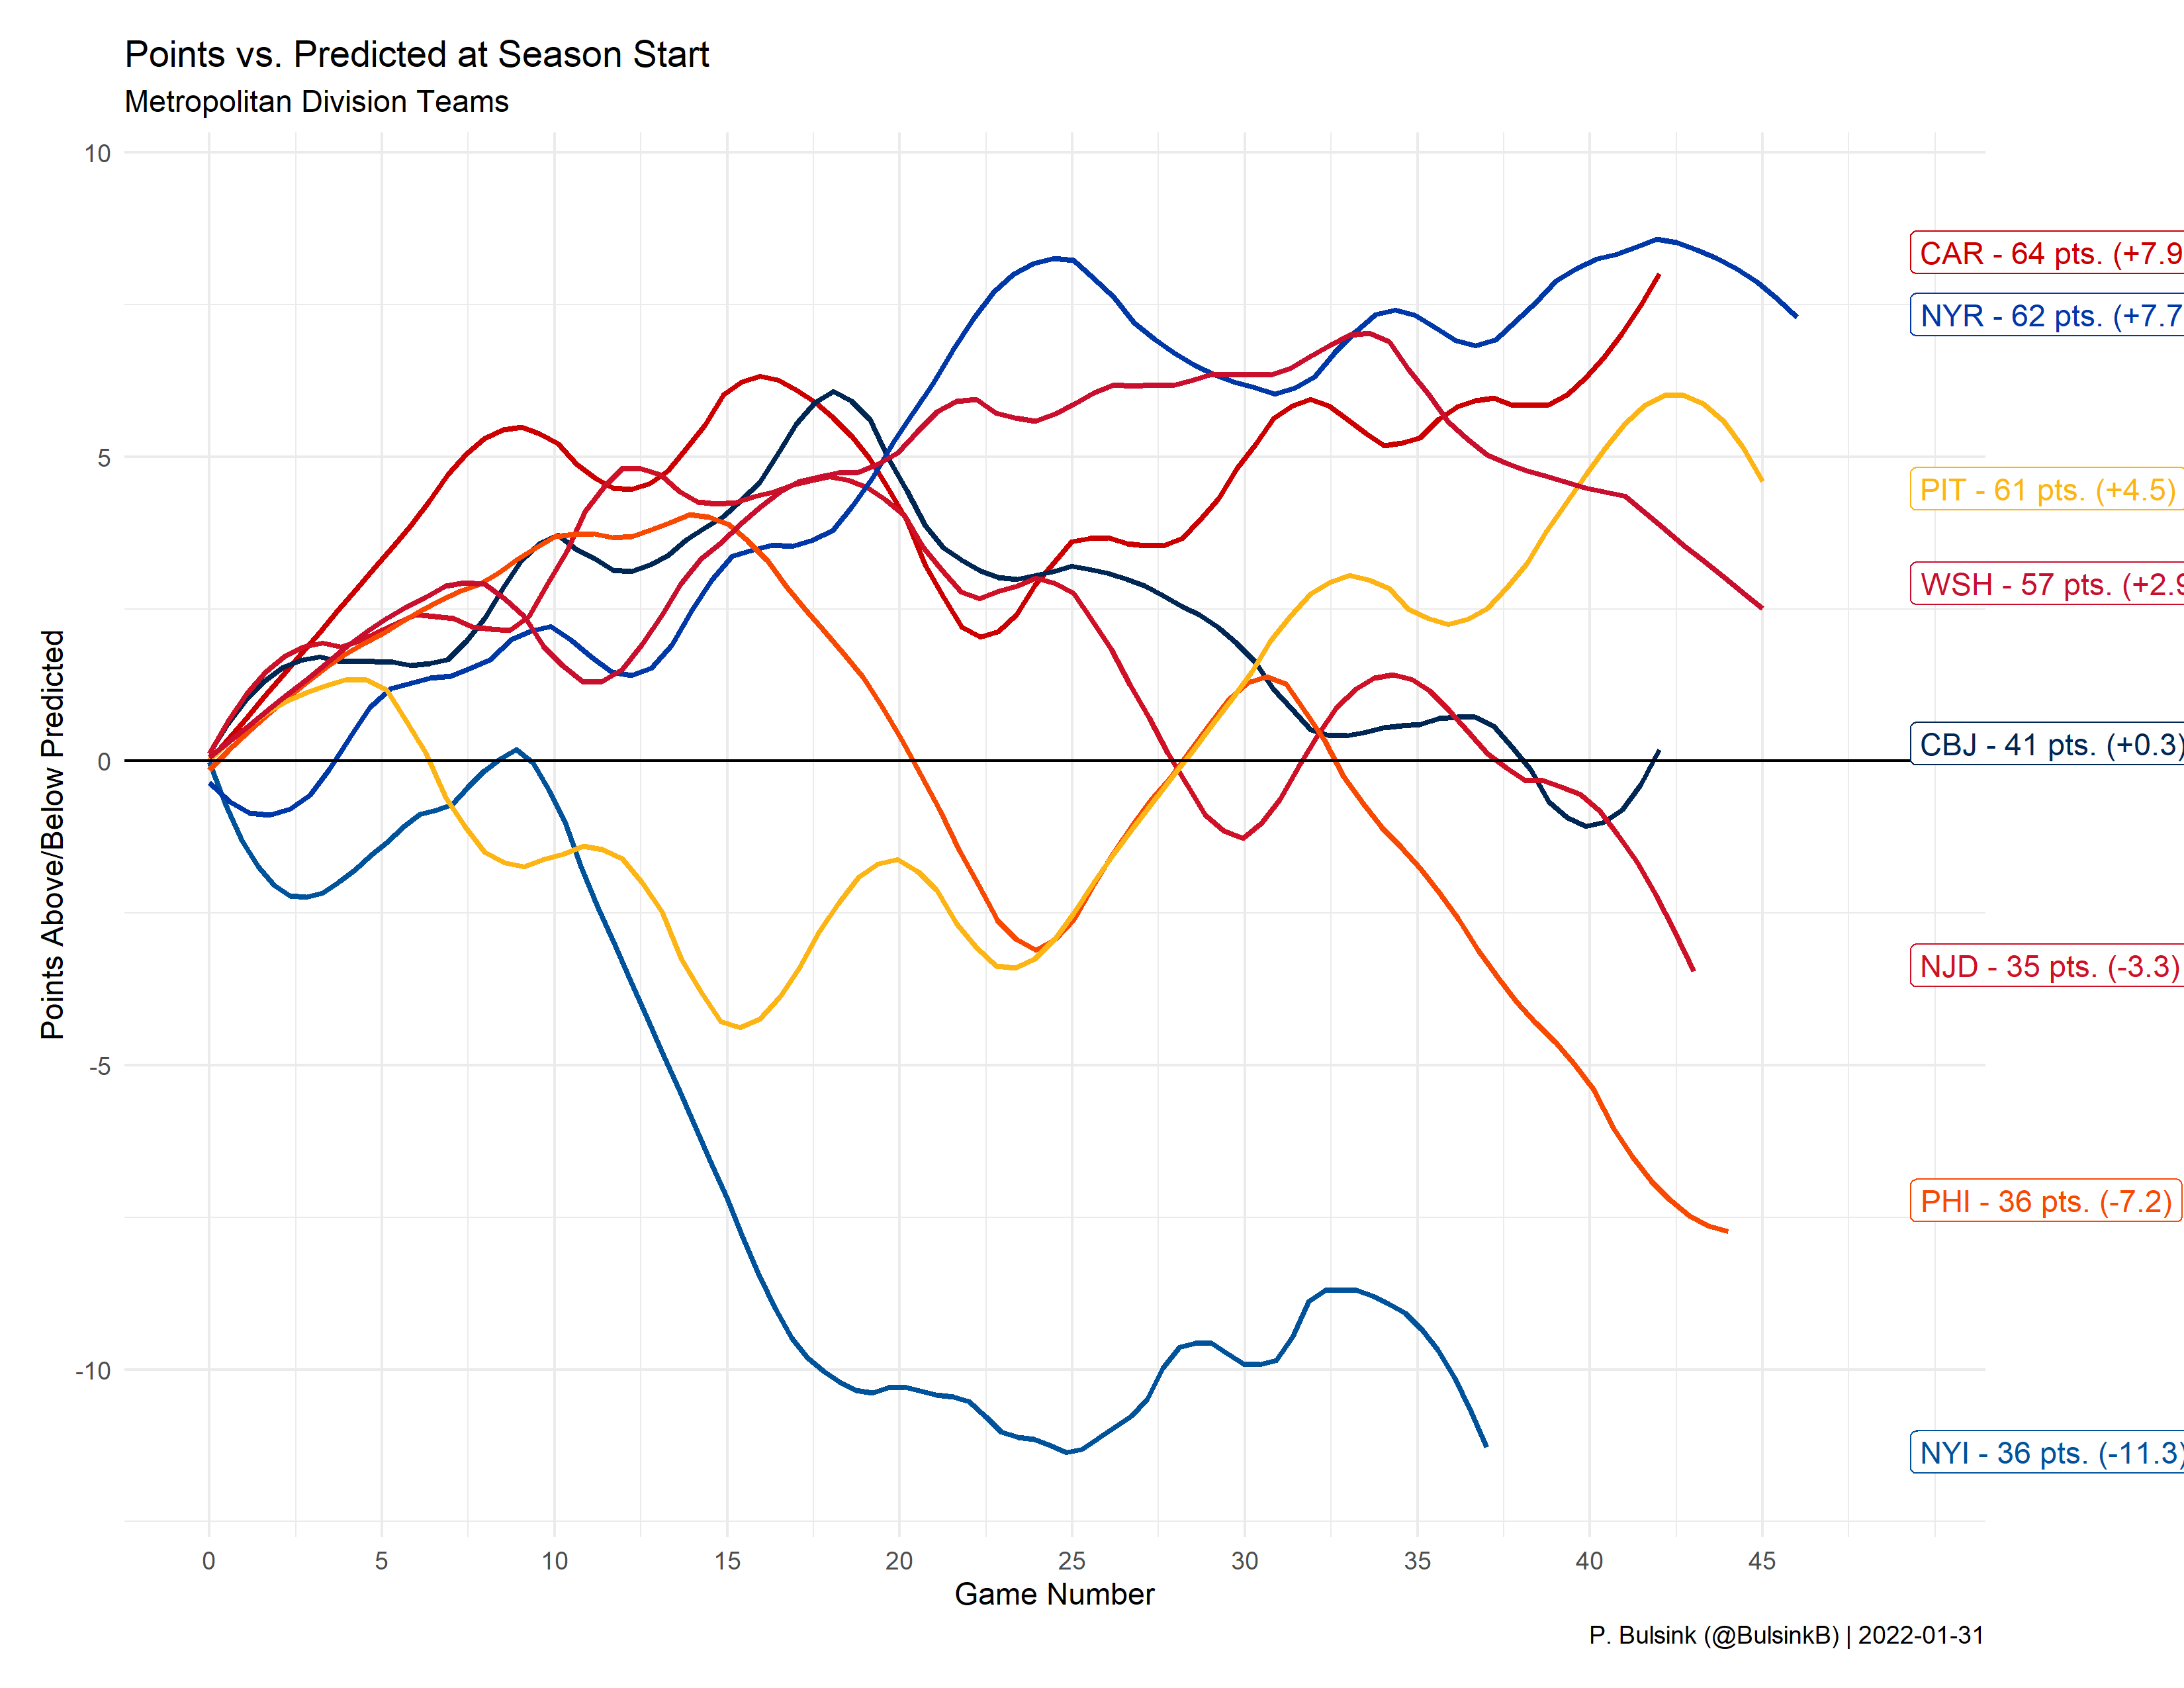 Points vs. Predicted at Season Start
Metropolitan Division Teams
Points Above/Below Predicted
10
5
0
-5
-10
CAR - 64 pts. (+7.9
NYR - 62 pts. (+7.7
PIT - 61 pts. (+4.5)
WSH - 57 pts. (+2.9
CBJ - 41 pts. (+0.3)
NJD - 35 pts. (-3.3)
PHI - 36 pts. (-7.2)
NYI - 36 pts. (-11.3)
0 5 10 15 20 25 30 35 40 45
Game Number
P. Bulsink (@BulsinkB) | 2022-01-31